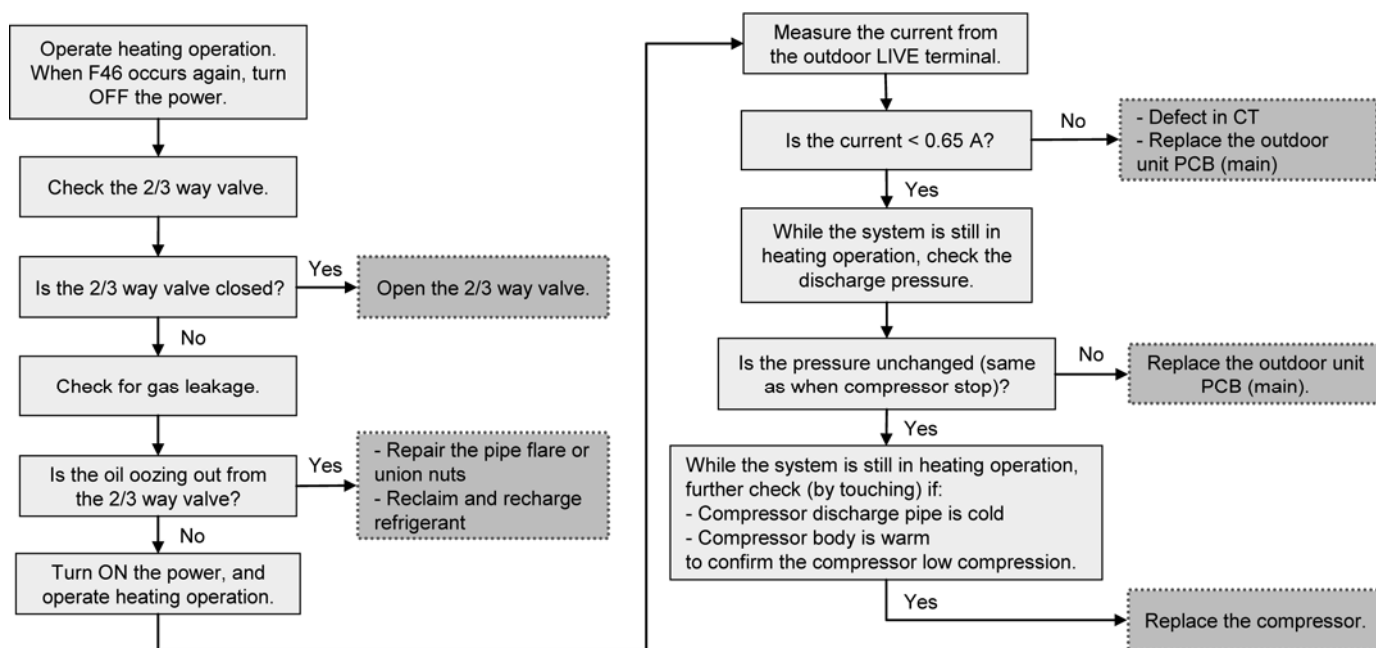 Operate heating operation.
When F46 occurs again, turn
OFF the power.
Check the 2/3 way valve.
Is the 2/3 way valve closed?
Yes
Open the 2/3 way valve.
No
Check for gas leakage.
Is the oil oozing out from
the 2/3 way valve?
Yes
- Repair the pipe flare or
union nuts
- Reclaim and recharge
refrigerant
No
Turn ON the power, and
operate heating operation.
Measure the current from
the outdoor LIVE terminal.
Is the current < 0.65 A?
No
- Defect in CT
- Replace the outdoor
unit PCB (main)
Yes
While the system is still in
heating operation, check the
discharge pressure.
Is the pressure unchanged (same
as when compressor stop)?
No
Replace the outdoor unit
PCB (main).
Yes
While the system is still in heating operation,
further check (by touching) if:
- Compressor discharge pipe is cold
- Compressor body is warm
to confirm the compressor low compression.
Yes
Replace the compressor.